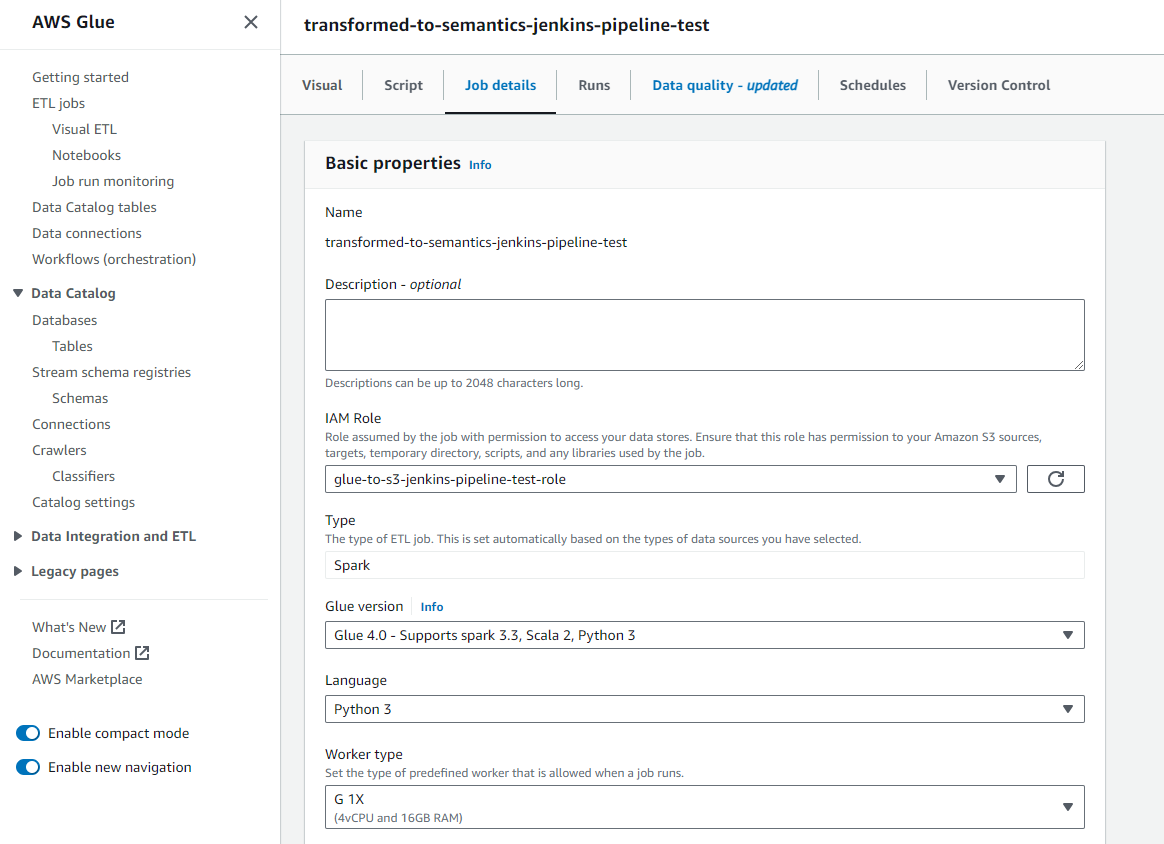 AWS Glue
Getting started
ETL jobs
Visual ETL
Notebooks
Job run monitoring
Data Catalog tables
Data connections
Workflows (orchestration)
Data Catalog
Databases
Tables
Stream schema registries
Schemas
Connections
Crawlers
Classifiers
Catalog settings
Data Integration and ETL
Legacy pages
What's New
Documentation
AWS Marketplace
Enable compact mode
Enable new navigation
transformed-to-semantics-jenkins-pipeline-test
Visual Script Job details Runs Data quality - updated Schedules Version Control
Basic properties Info
Name
transformed-to-semantics-jenkins-pipeline-test
Description - optional
Descriptions can be up to 2048 characters long.
IAM Role
Role assumed by the job with permission to access your data stores. Ensure that this role has permission to your Amazon S3 sources,
targets, temporary directory, scripts, and any libraries used by the job.
glue-to-s3-jenkins-pipeline-test-role
Type
The type of ETL job. This is set automatically based on the types of data sources you have selected.
Spark
Glue version Info
Glue 4.0 - Supports spark 3.3, Scala 2, Python 3
Language
Python 3
Worker type
Set the type of predefined worker that is allowed when a job runs.
G 1X
(4vCPU and 16GB RAM)